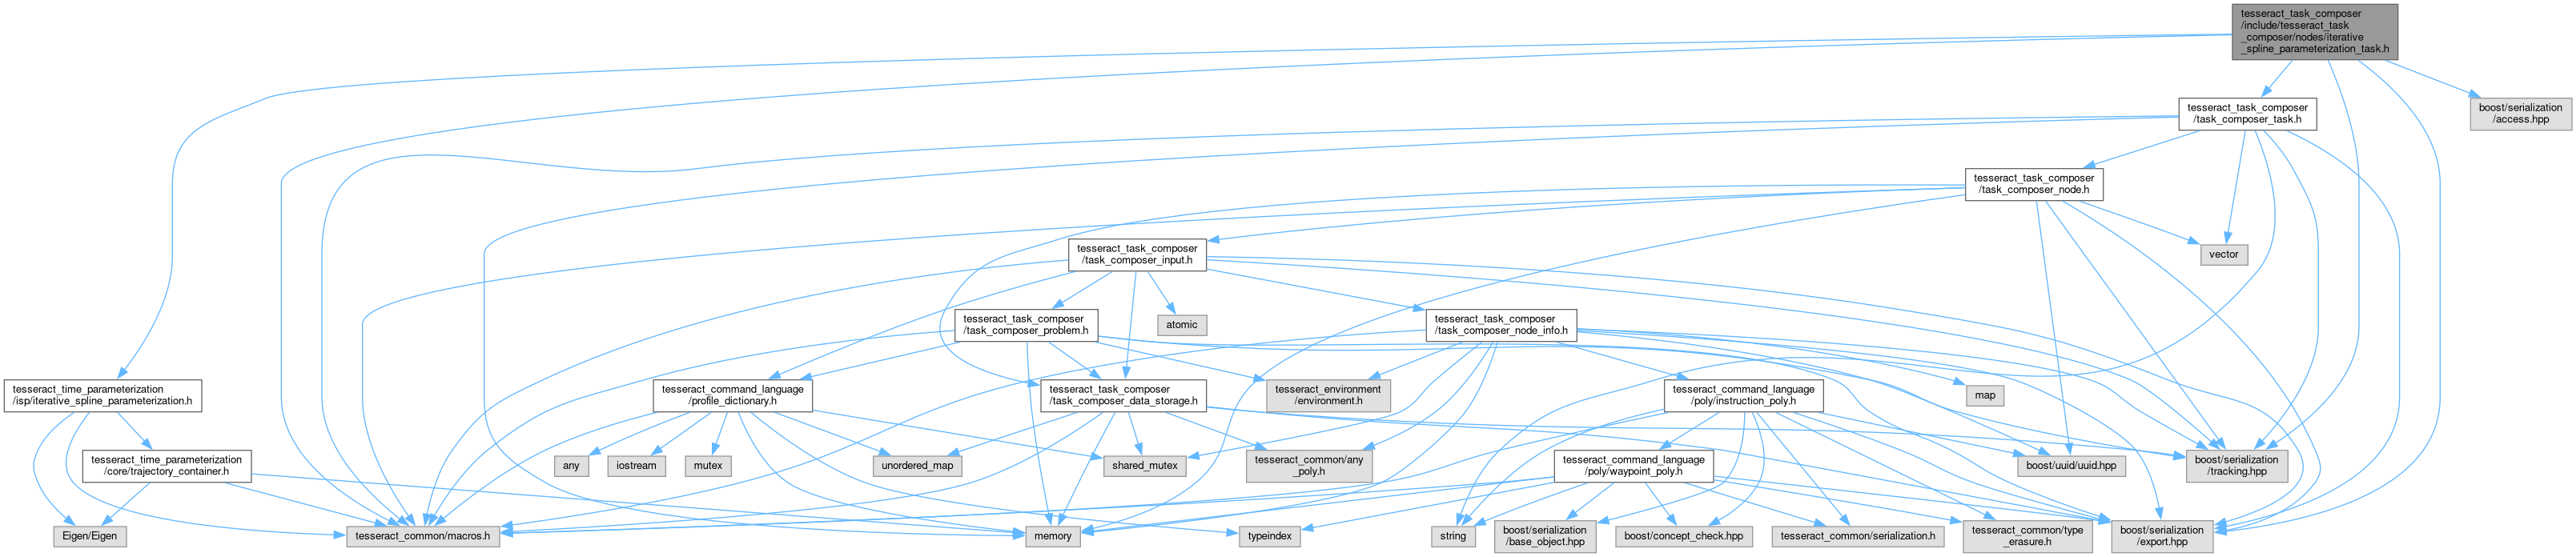 tesseract_task_composer
/include/tesseract_task
_composer/nodes/iterative
_spline_parameterization_task.h
tesseract_task_composer
/task_composer_task.h
boost/serialization
/access.hpp
tesseract_task_composer
/task_composer_node.h
tesseract_task_composer
/task_composer_input.h
vector
tesseract_task_composer
/task_composer_problem.h
atomic
tesseract_task_composer
/task_composer_node_info.h
tesseract_time_parameterization
/isp/iterative_spline_parameterization.h
tesseract_command_language
/profile_dictionary.h
tesseract_task_composer
/task_composer_data_storage.h
tesseract_environment
/environment.h
tesseract_command_language
/poly/instruction_poly.h
map
tesseract_time_parameterization
/core/trajectory_container.h
any
iostream
mutex
unordered_map
shared_mutex
tesseract_common/any
_poly.h
tesseract_command_language
/poly/waypoint_poly.h
boost/uuid/uuid.hpp
boost/serialization
/tracking.hpp
Eigen/Eigen
tesseract_common/macros.h
memory
typeindex
string
boost/serialization
/base_object.hpp
boost/concept_check.hpp
tesseract_common/serialization.h
tesseract_common/type
_erasure.h
boost/serialization
/export.hpp